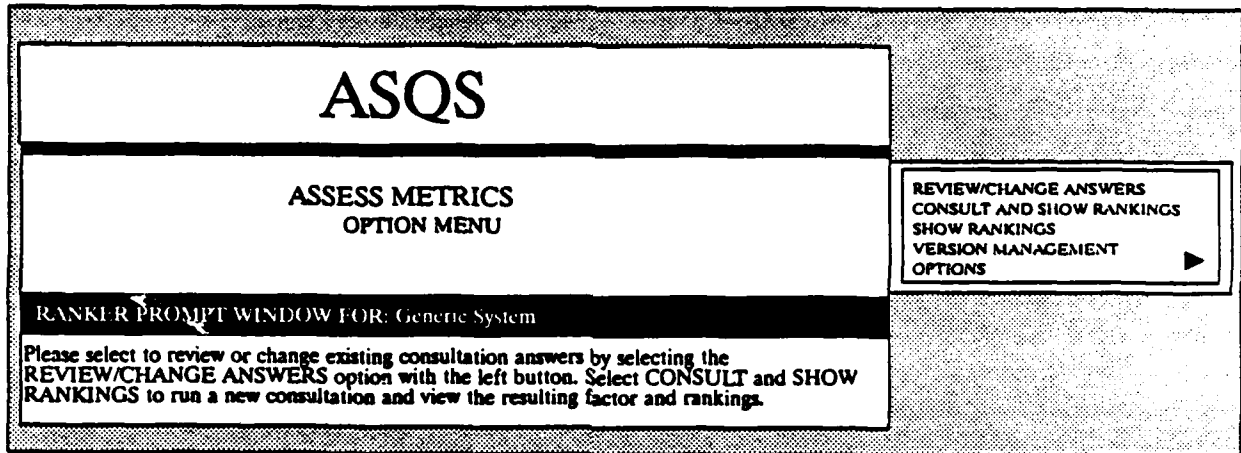 ASQS
ASSESS METRICS
OPTION MENU
REVIEW/CHANGE ANSWERS
CONSULT AND SHOW RANKINGS
SHOW RANKINGS
VERSION MANAGEMENT
OPTIONS
RANKER PROMPT WINDOW FOR: Generic System
Please select to review or change existing consultation answers by selecting the
REVIEW/CHANGE ANSWERS option with the left button. Select CONSULT and SHOW
RANKINGS to run a new consultation and view the resulting factor and rankings.